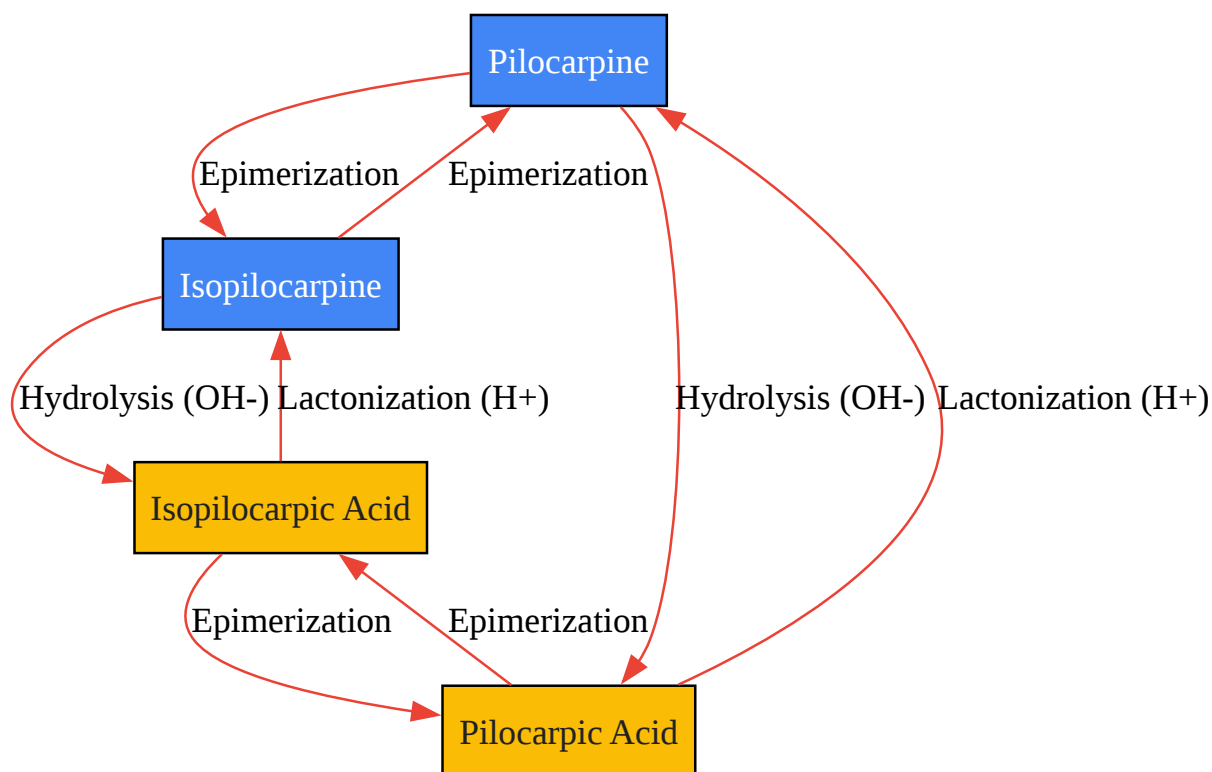 Pilocarpine
Epimerization
Epimerization
Isopilocarpine
Hydrolysis (OH-)
Lactonization (H+)
Hydrolysis (OH-)
Lactonization (H+)
Isopilocarpic Acid
Epimerization
Epimerization
Pilocarpic Acid